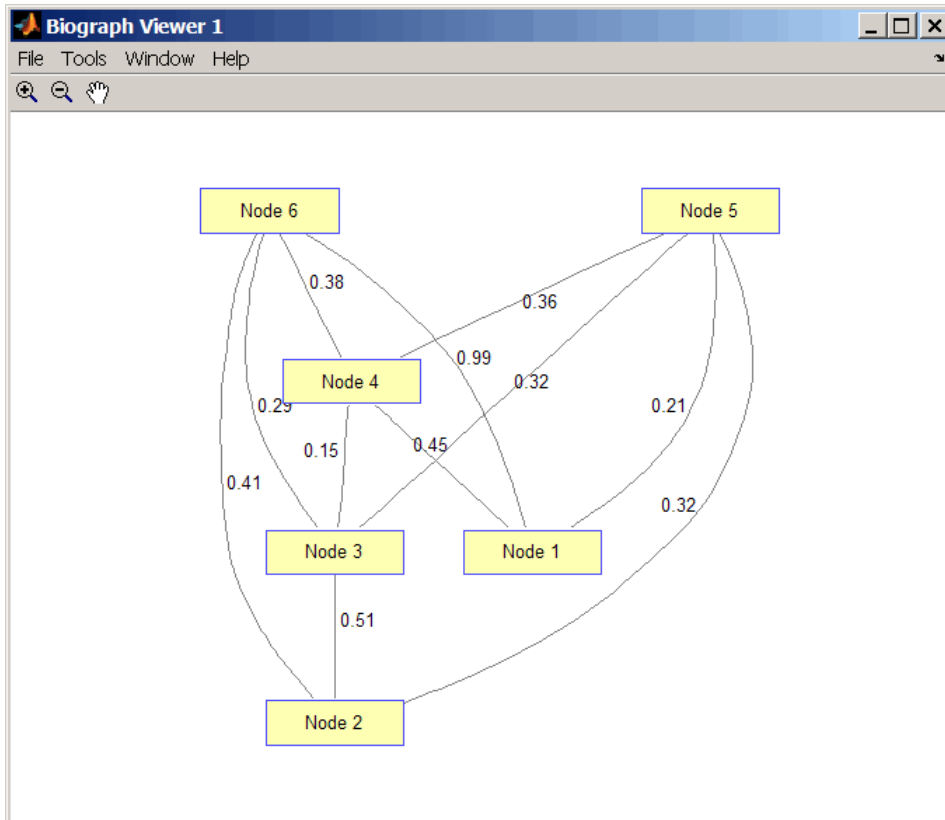 Biograph Viewer 1
File Tools Window Help
Node 6 Node 5
0.38
0.36
0.99
Node 4 0.32
0.29 0.21
0.15 0.45
0.41
0.32
Node 3 Node 1
0.51
Node 2